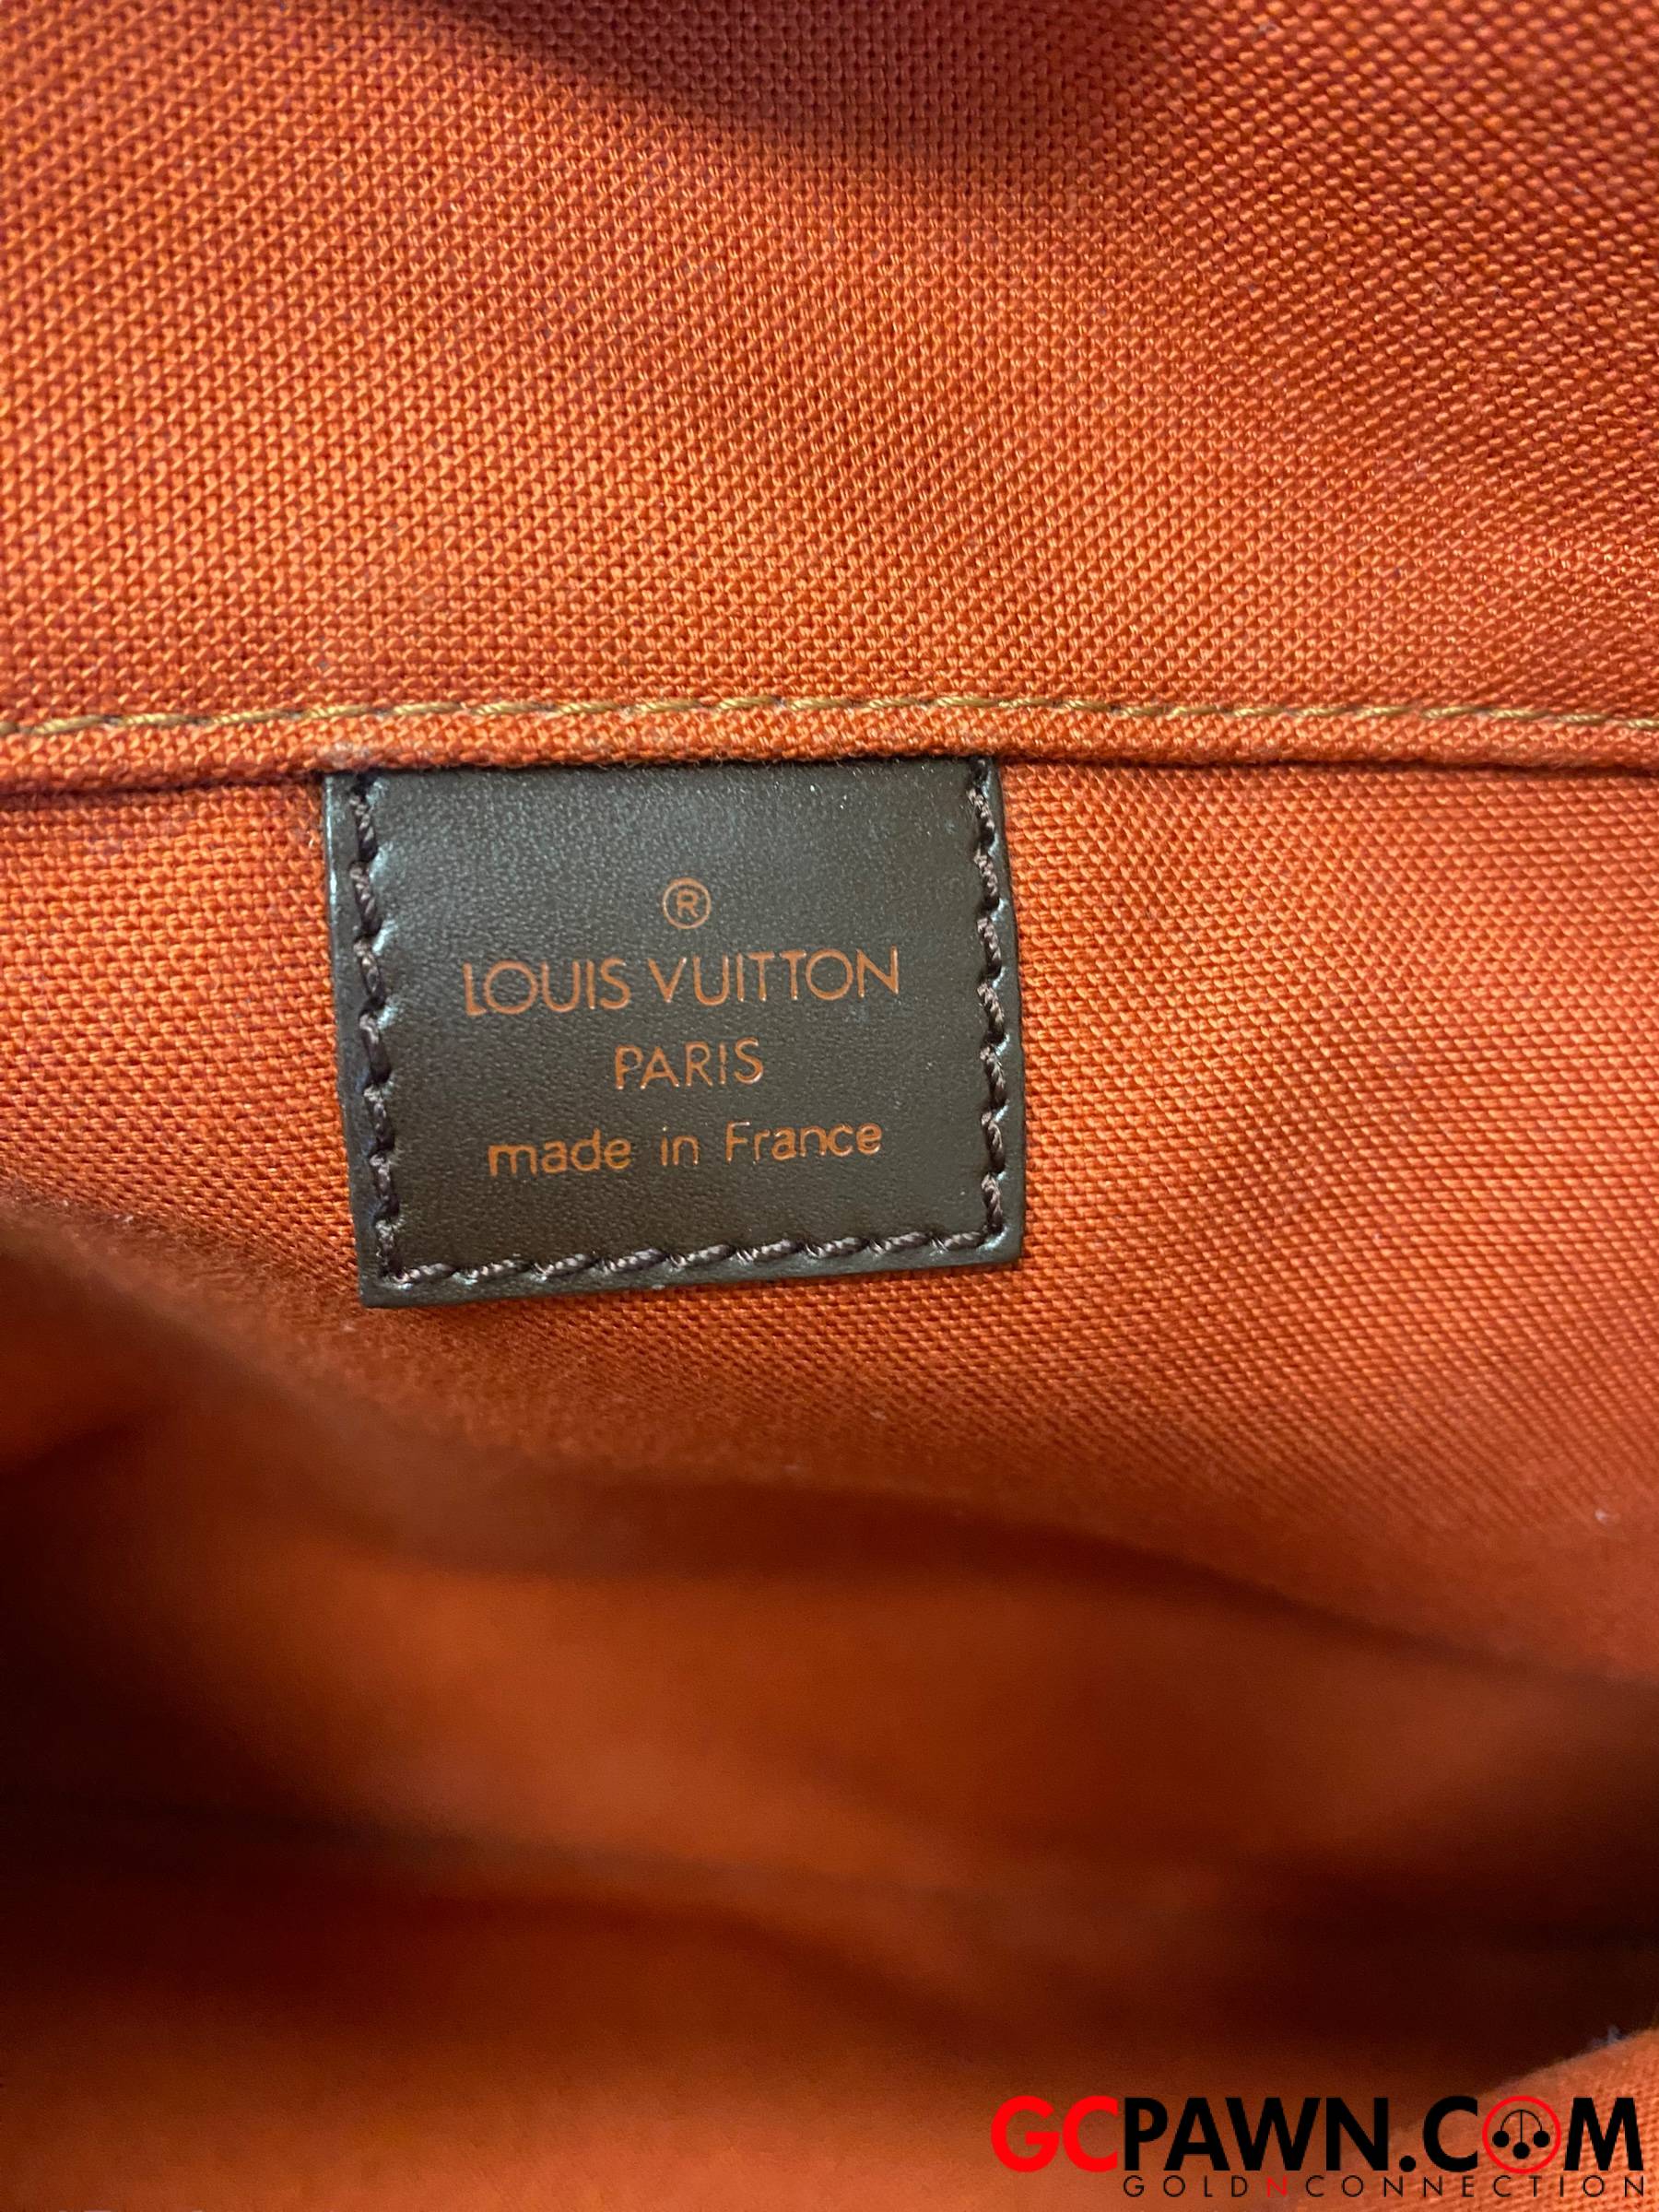 ®
LOUIS VUITTON
PARIS
made in France
GCPAWN.COM
GOLDNCONNECTION